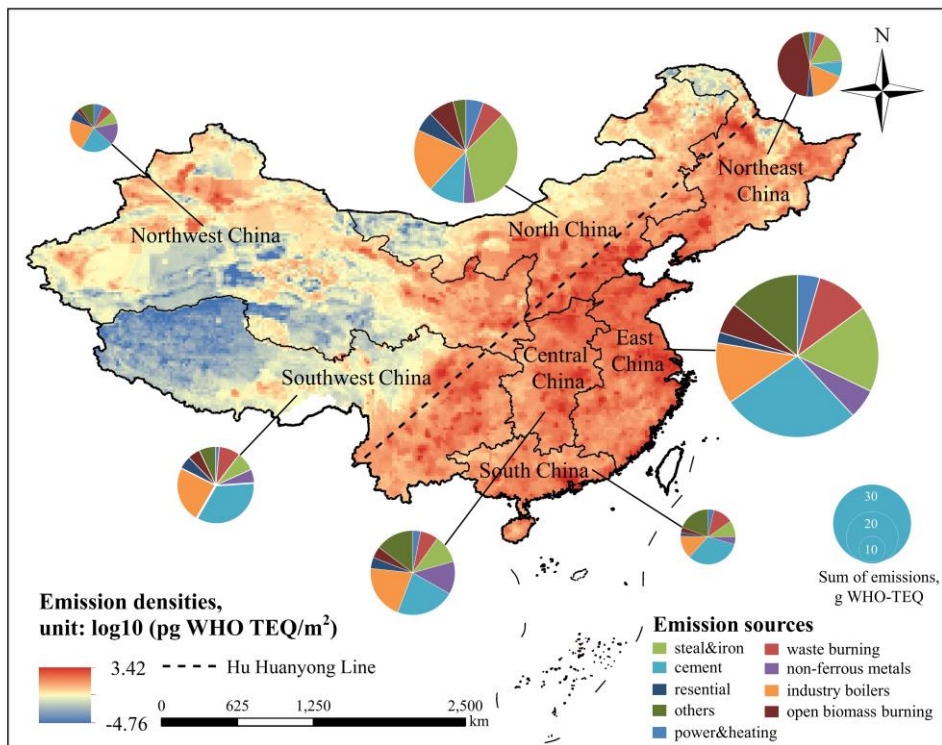 N
Northeast
China
Northwest China
North China
East
China
Central
China
Southwest China
South China
30
20
10
Sum of emissions,
g WHO-TEQ
Emission densities,
unit: log10 (pg WHO TEQ/m²)
3.42
-4.76
Hu Huanyong Line
0 625 1,250 2,500
km
Emission sources
steal&iron
waste burning
cement
non-ferrous metals
resential
industry boilers
others
open biomass burning
power&heating